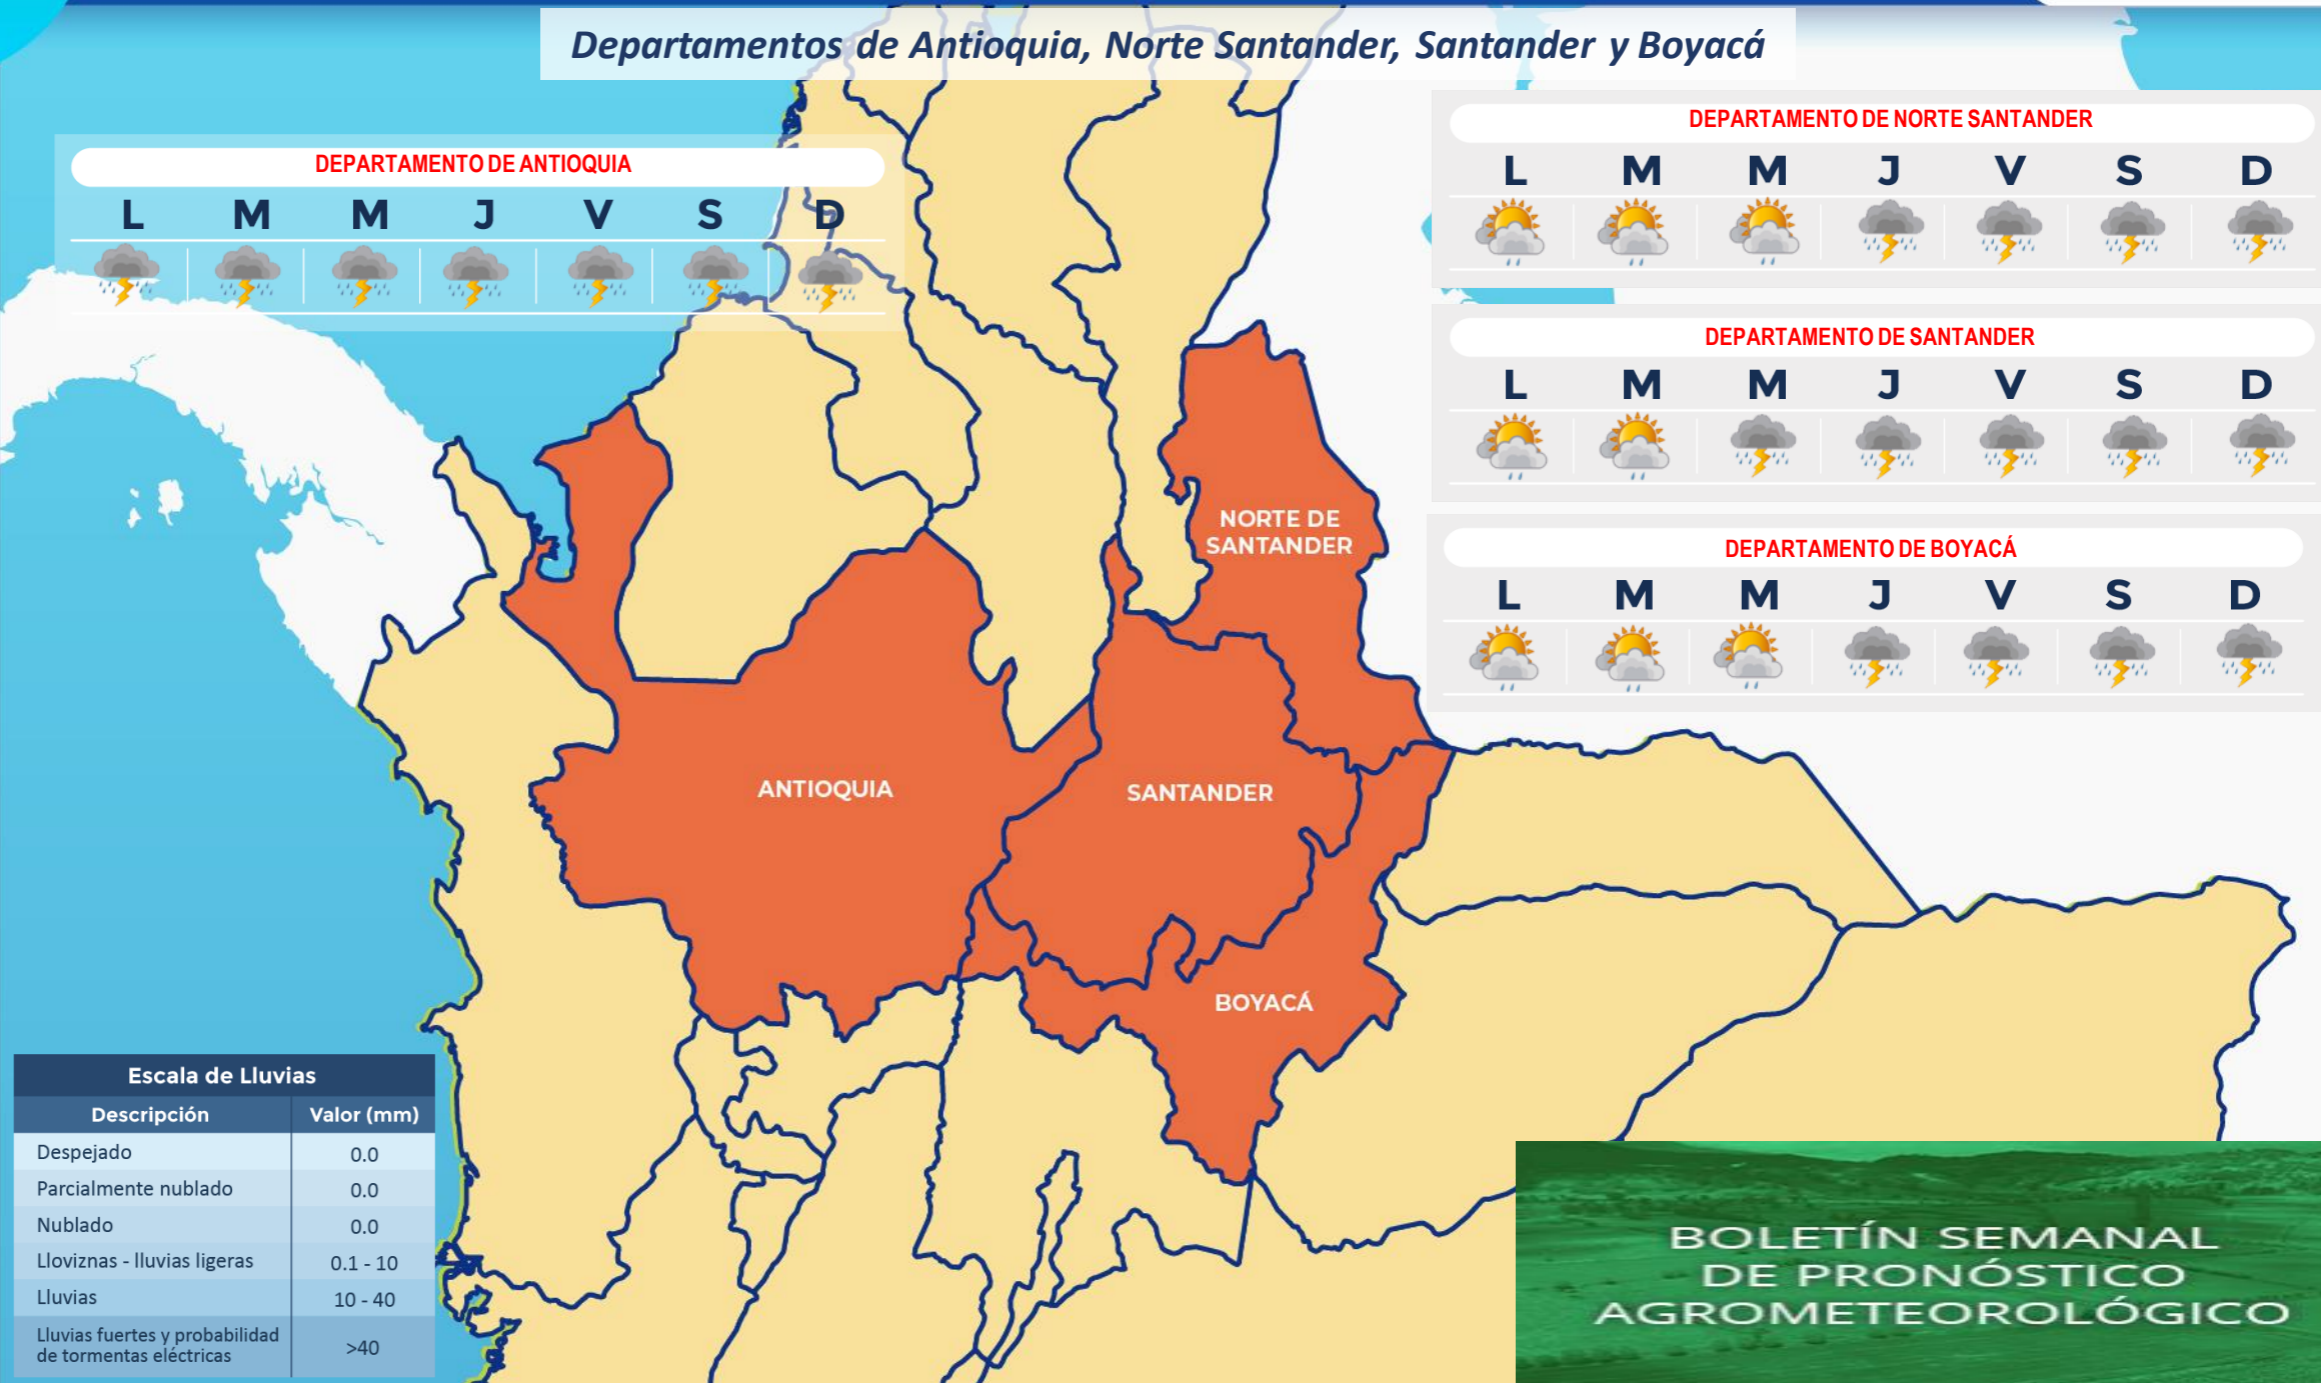 Departamentos de Antioquia, Norte Santander, Santander y Boyacá
DEPARTAMENTO DE ANTIOQUIA
L M M J V S D
DEPARTAMENTO DE NORTE SANTANDER
L M M J V S D
DEPARTAMENTO DE SANTANDER
L M M J V S D
DEPARTAMENTO DE BOYACÁ
L M M J V S D
NORTE DE
SANTANDER
ANTIOQUIA
SANTANDER
BOYACÁ
Escala de Lluvias
Descripción Valor (mm)
Despejado 0.0
Parcialmente nublado 0.0
Nublado 0.0
Lloviznas - lluvias ligeras 0.1 - 10
Lluvias 10 - 40
Lluvias fuertes y probabilidad
de tormentas eléctricas >40
BOLETÍN SEMANAL
DE PRONÓSTICO
AGROMETEOROLÓGICO